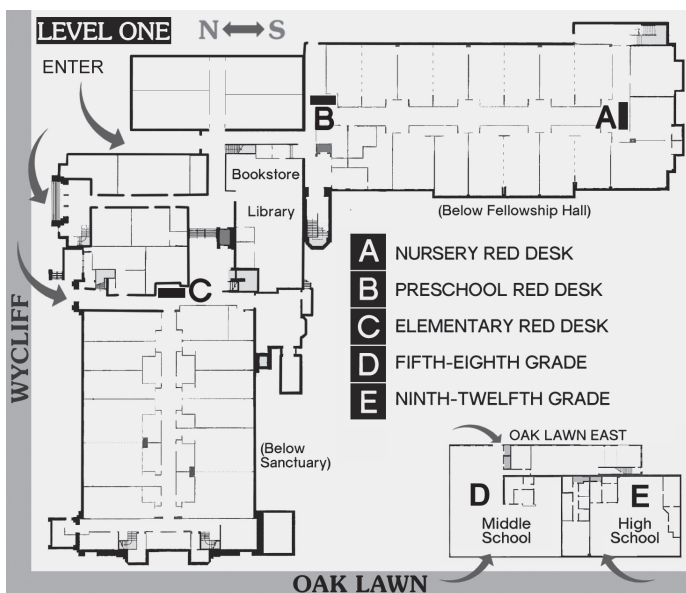 LEVEL ONE
N S
ENTER
B
A
Bookstore
Library
(Below Fellowship Hall)
C
A NURSERY RED DESK
B PRESCHOOL RED DESK
C ELEMENTARY RED DESK
D FIFTH-EIGHTH GRADE
E NINTH-TWELFTH GRADE
WYCLIFF
(Below
Sanctuary)
OAK LAWN EAST
D
Middle
School
E
High
School
OAK LAWN